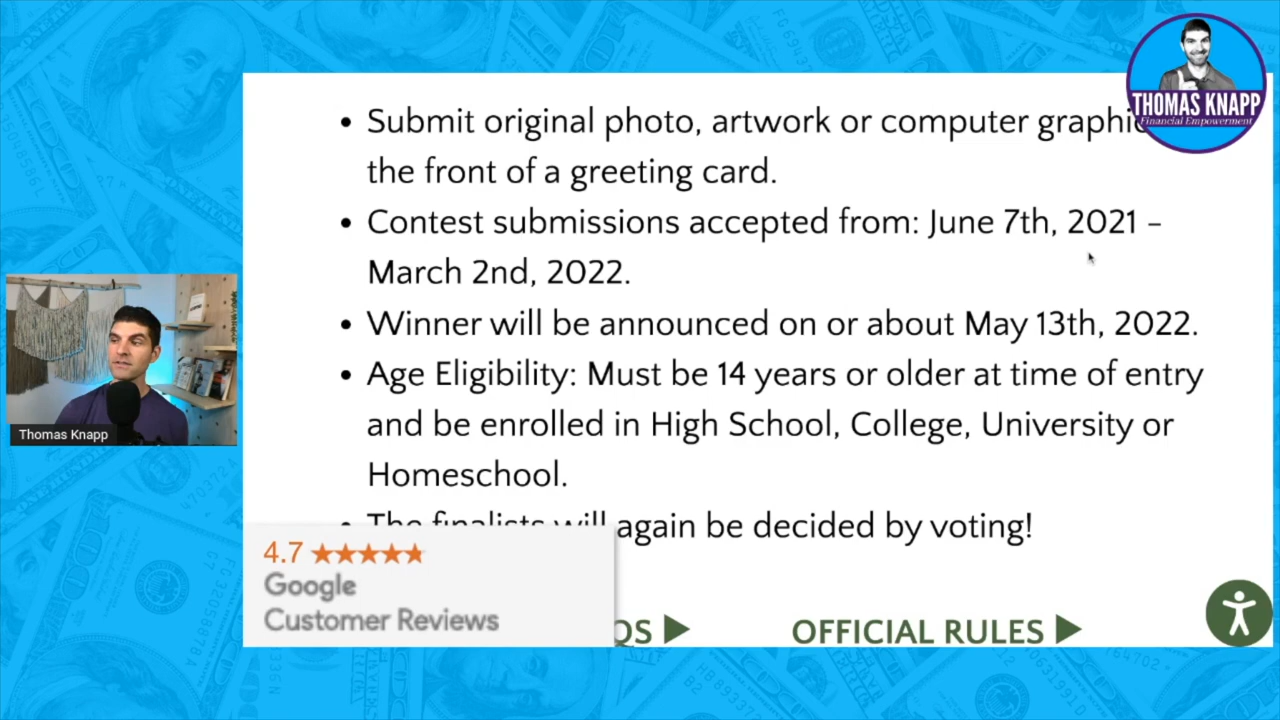 • Submit original photo, artwork or computer
the front of a greeting card.
• Contest submissions accepted from: June 7th, 2021 –
March 2nd, 2022.
• Winner will be announced on or about May 13th, 2022.
• Age Eligibility: Must be 14 years or older at time of entry
and be enrolled in High School, College, University or
Homeschool.
• The finalists will again be decided by voting!
4.7 ★★★★★
Google
Customer Reviews
OFFICIAL RULES ▶
THOMAS KNAPP
Financial Empowerment
Thomas Knapp